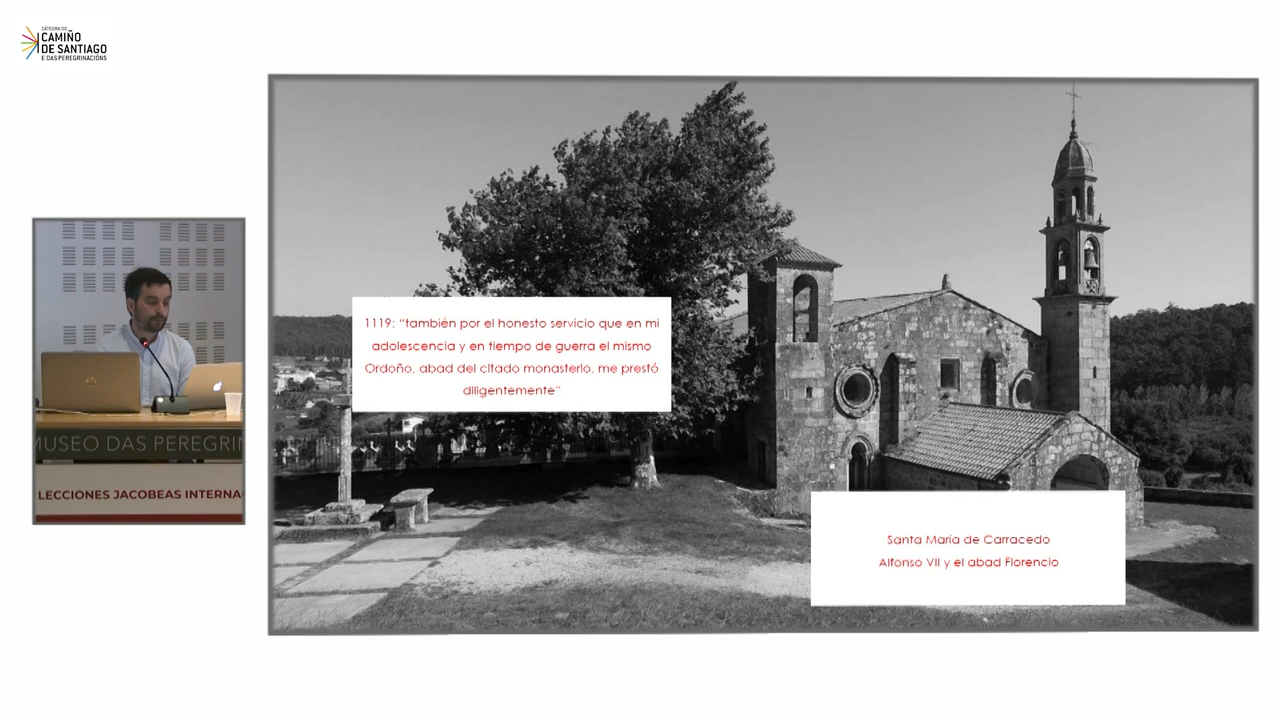 CÁTEDRA DO
CAMIÑO
DE SANTIAGO
E DAS PEREGRINACIÓNS
1119: "también por el honesto servicio que en mi
adolescencia y en tiempo de guerra el mismo
Ordoño, abad del citado monasterio, me prestó
diligentemente"
Santa María de Carracedo
Alfonso VII y el abad Florencio
MUSEO DAS PEREGRIN
LECCIONES JACOBEAS INTERNA